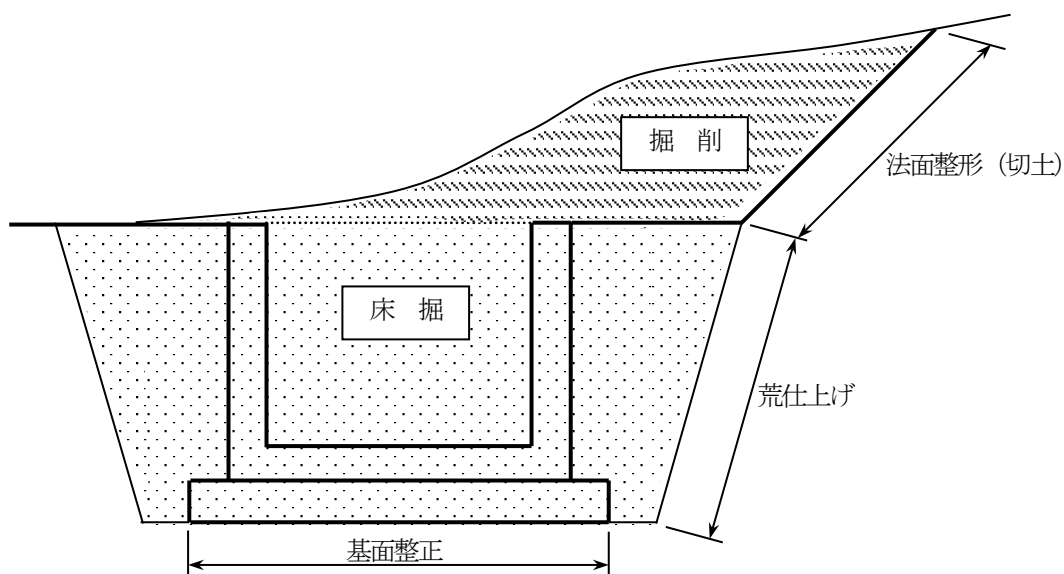 掘　削
法面整形（切土）
床　掘
荒仕上げ
基面整正